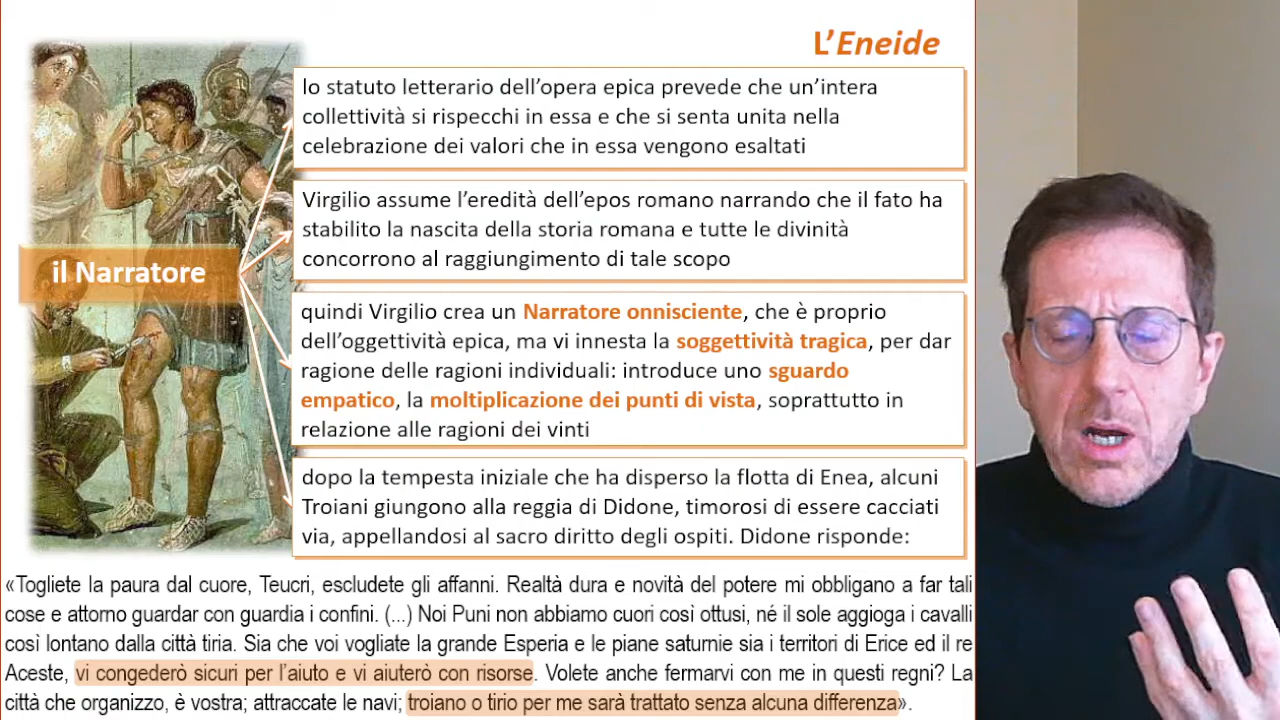 L'Eneide
lo statuto letterario dell'opera epica prevede che un'intera
collettività si rispecchi in essa e che si senta unita nella
celebrazione dei valori che in essa vengono esaltati
Virgilio assume l'eredità dell'epos romano narrando che il fato ha
stabilito la nascita della storia romana e tutte le divinità
concorrono al raggiungimento di tale scopo
il Narratore
quindi Virgilio crea un Narratore onnisciente, che è proprio
dell'oggettività epica, ma vi innesta la soggettività tragica, per dar
ragione delle ragioni individuali: introduce uno sguardo
empatico, la moltiplicazione dei punti di vista, soprattutto in
relazione alle ragioni dei vinti
dopo la tempesta iniziale che ha disperso la flotta di Enea, alcuni
Troiani giungono alla reggia di Didone, timorosi di essere cacciati
via, appellandosi al sacro diritto degli ospiti. Didone risponde:
«Togliete la paura dal cuore, Teucri, escludete gli affanni. Realtà dura e novità del potere mi obbligano a far tali
cose e attorno guardar con guardia i confini. (...) Noi Puni non abbiamo cuori così ottusi, né il sole aggioga i cavalli
così lontano dalla città tiria. Sia che voi vogliate la grande Esperia e le piane saturnie sia i territori di Erice ed il re
Aceste, vi congederò sicuri per l'aiuto e vi aiuterò con risorse. Volete anche fermarvi con me in questi regni? La
città che organizzo, è vostra; attraccate le navi; troiano o tirio per me sarà trattato senza alcuna differenza».